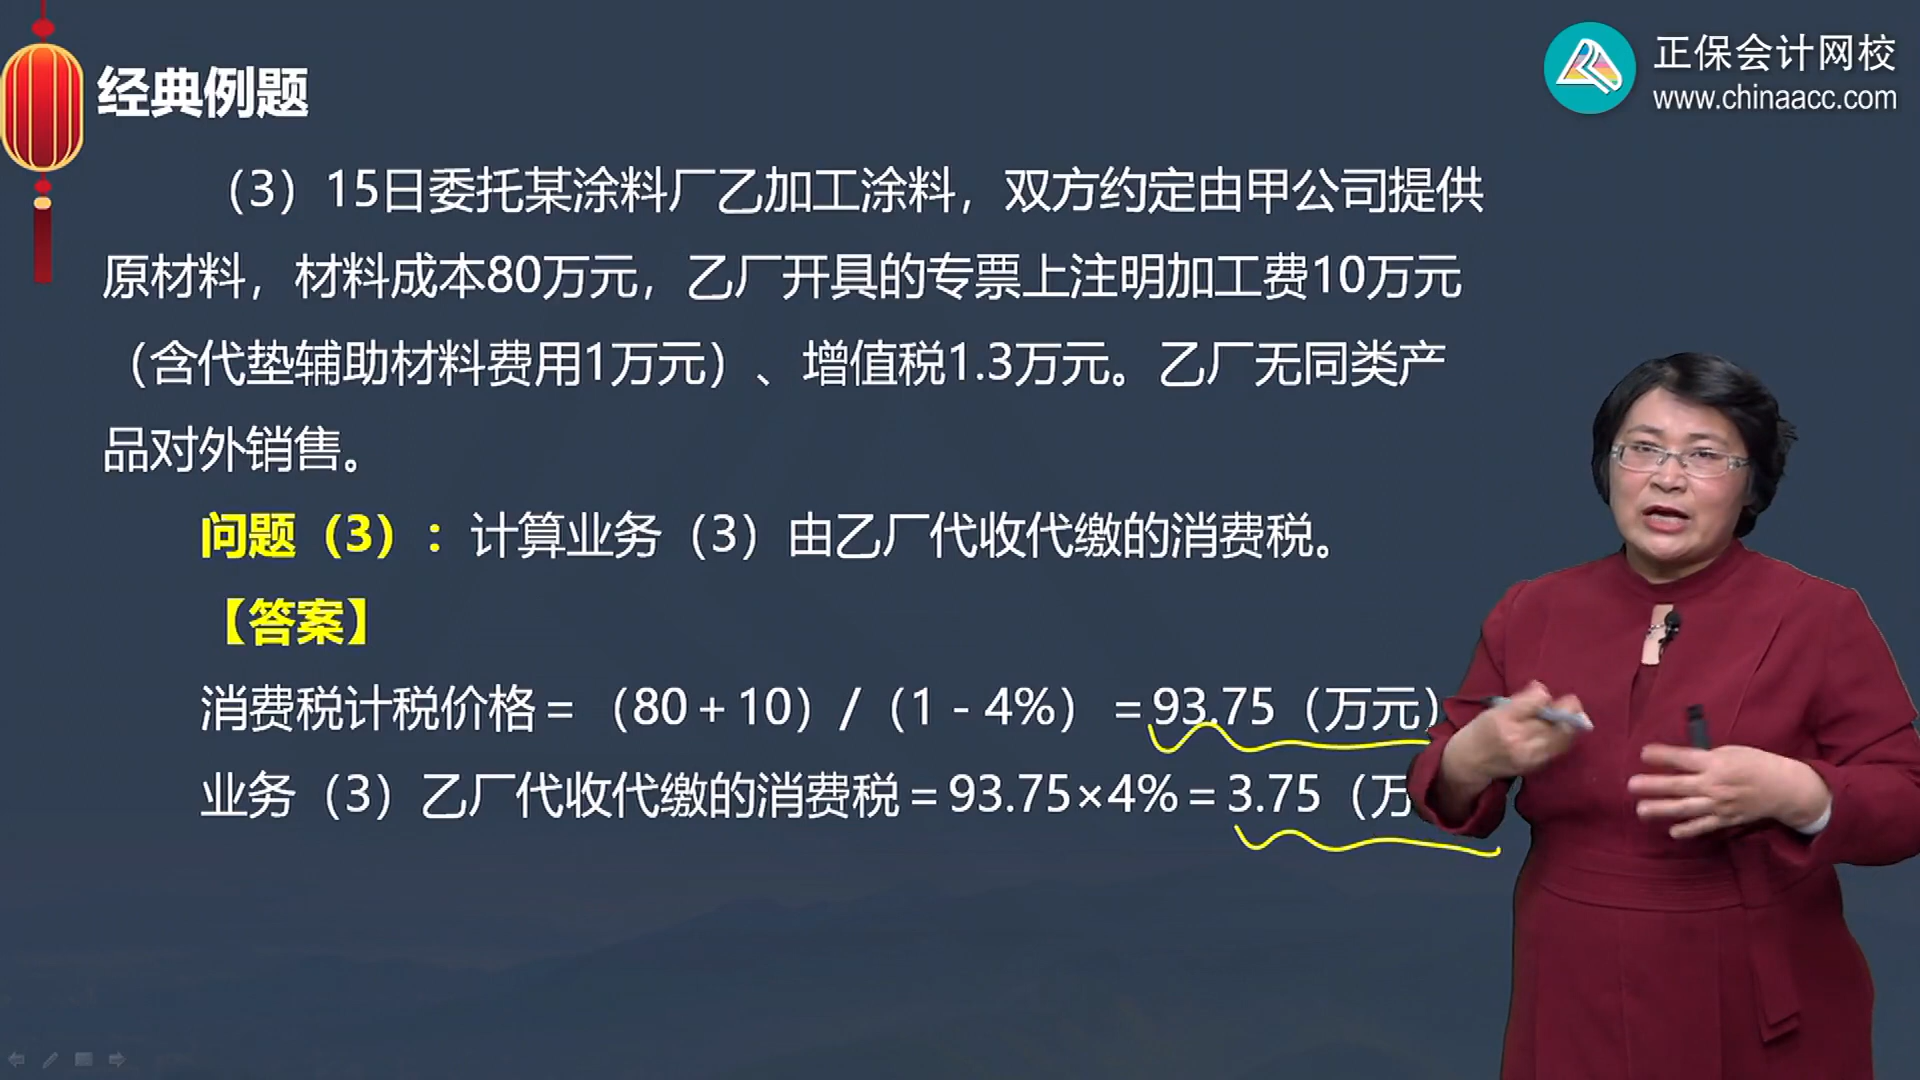 正保会计网校
www.chinaacc.com
经典例题
（3）15日委托某涂料厂乙加工涂料，双方约定由甲公司提供
原材料，材料成本80万元，乙厂开具的专票上注明加工费10万元
（含代垫辅助材料费用1万元）、增值税1.3万元。乙厂无同类产
品对外销售。
问题（3）：计算业务（3）由乙厂代收代缴的消费税。
【答案】
消费税计税价格＝（80＋10）/（1－4%）＝93.75（万元）
业务（3）乙厂代收代缴的消费税＝93.75×4%＝3.75（万